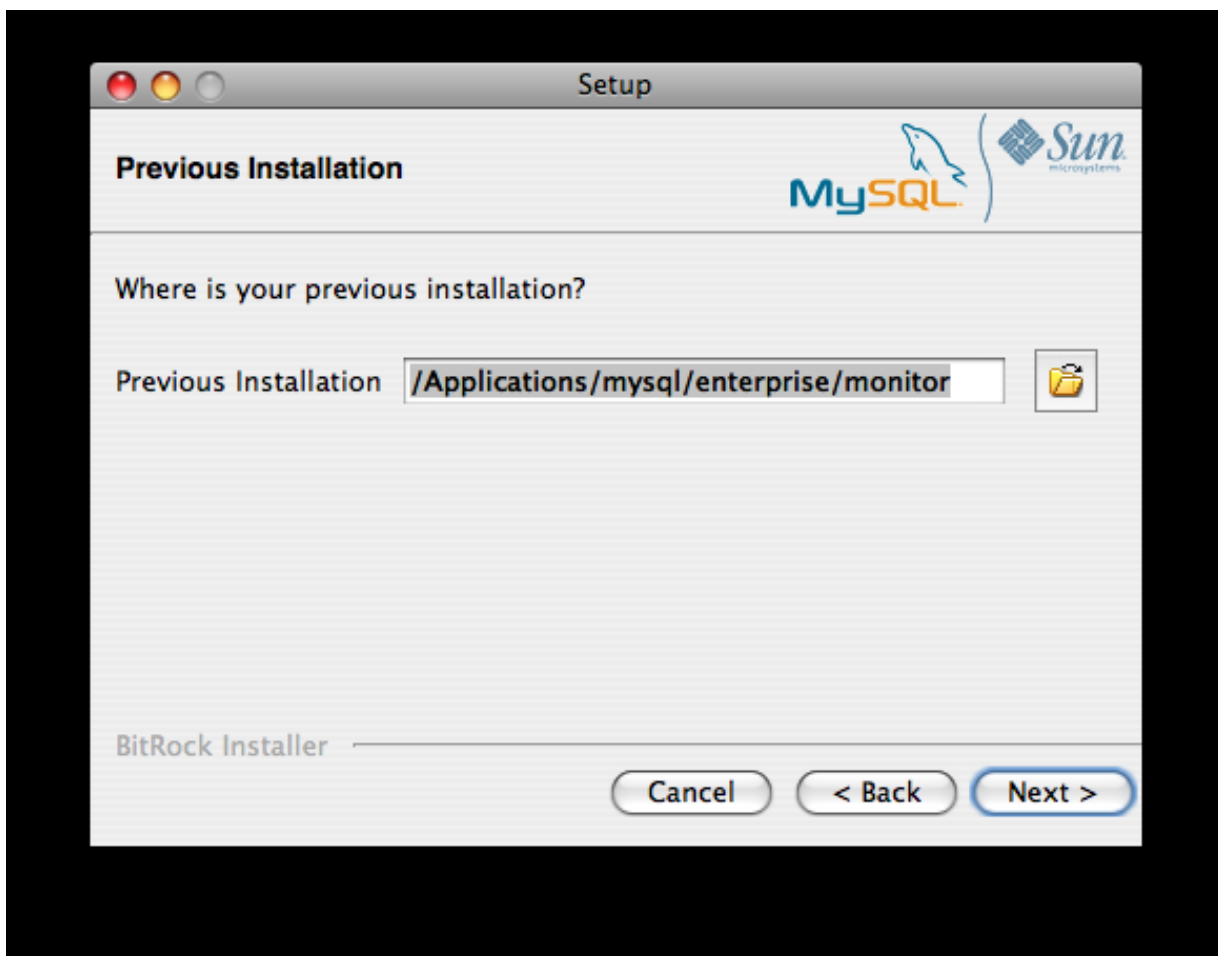 Setup
Previous Installation
MySQL.
Sun
microsystems
Where is your previous installation?
Previous Installation /Applications/mysql/enterprise/monitor
BitRock Installer
Cancel < Back Next >